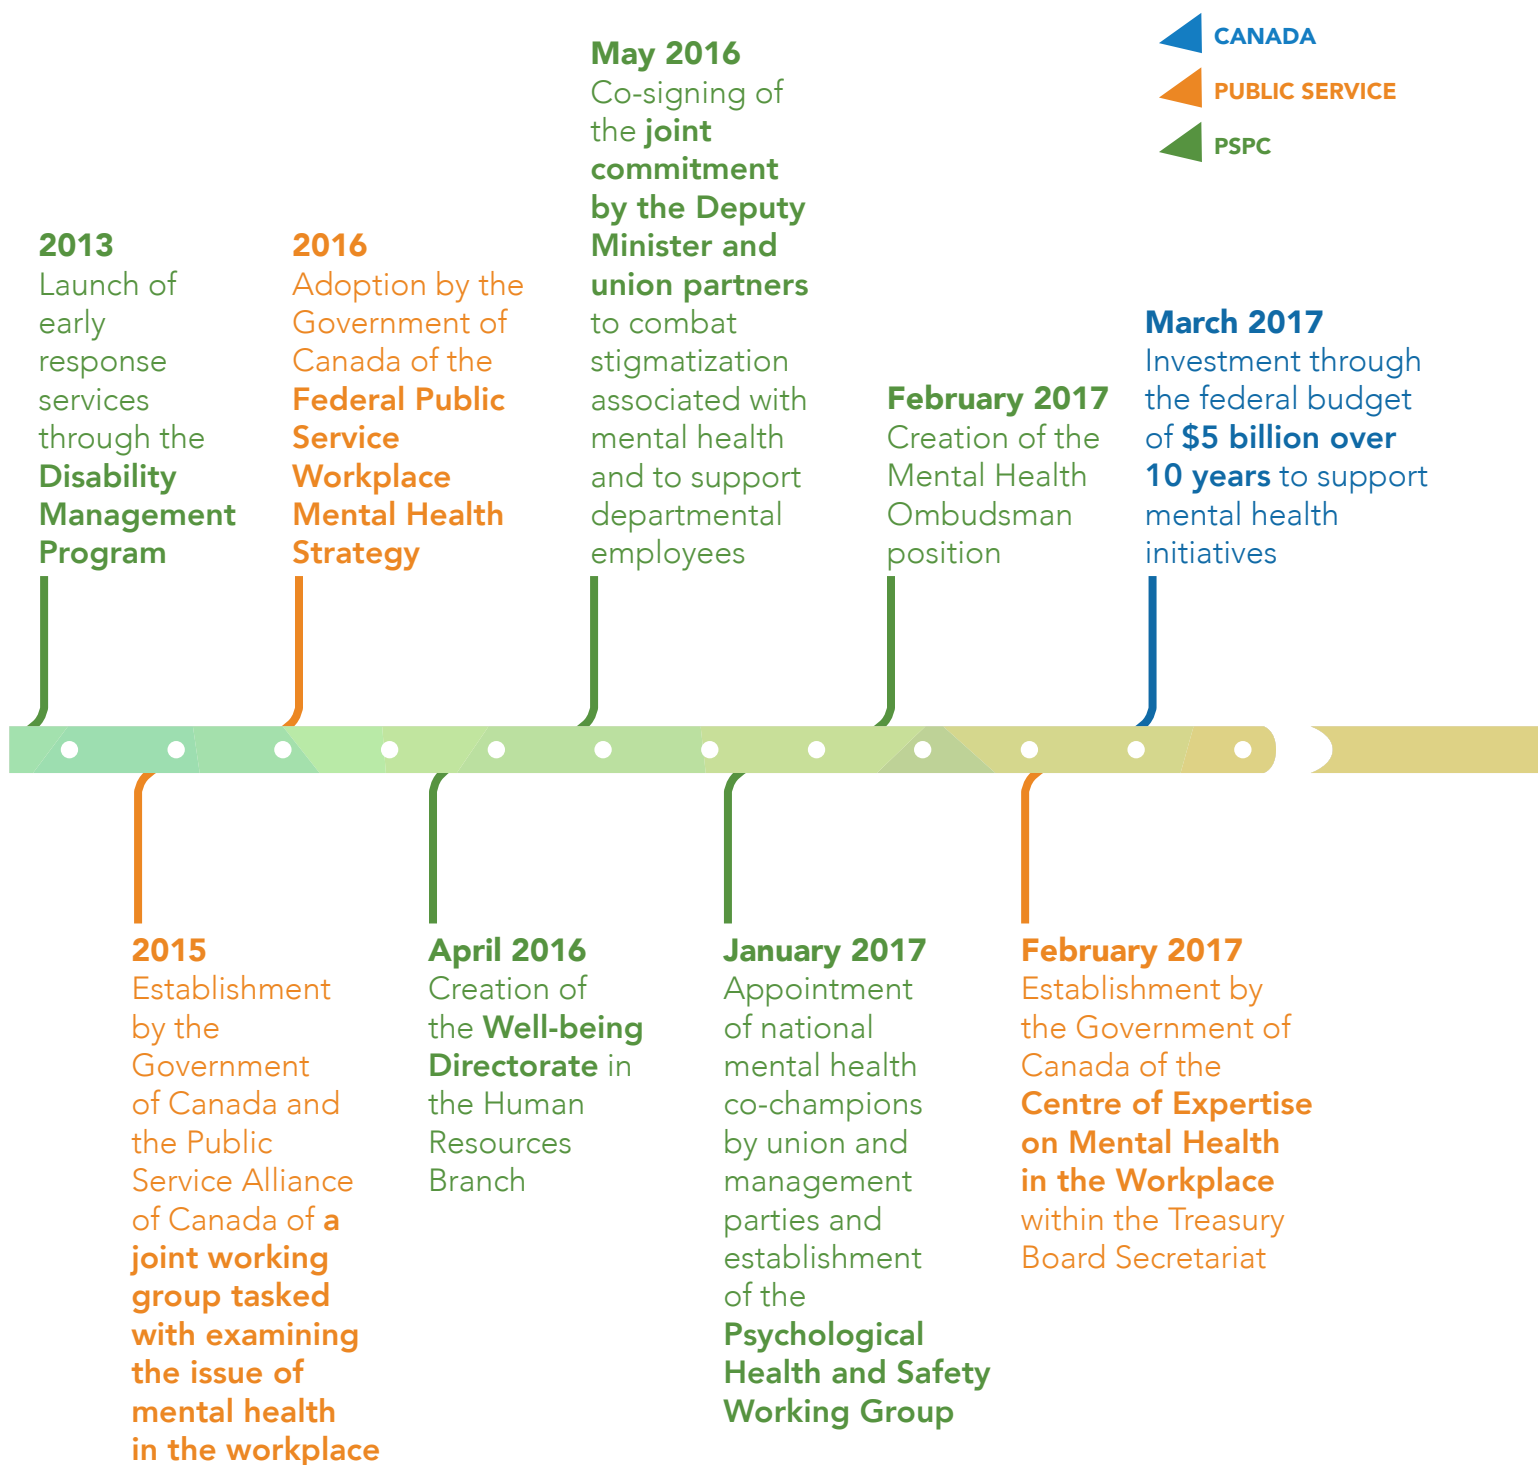 CANADA
PUBLIC SERVICE
PSPC
2013
Launch of
early
response
services
through the
Disability
Management
Program
2015
Establishment
by the
Government
of Canada and
the Public
Service Alliance
of Canada of a
joint working
group tasked
with examining
the issue of
mental health
in the workplace
2016
Adoption by the
Government of
Canada of the
Federal Public
Service
Workplace
Mental Health
Strategy
April 2016
Creation of
the Well-being
Directorate in
the Human
Resources
Branch
May 2016
Co-signing of
the joint
commitment
by the Deputy
Minister and
union partners
to combat
stigmatization
associated with
mental health
and to support
departmental
employees
January 2017
Appointment
of national
mental health
co-champions
by union and
management
parties and
establishment
of the
Psychological
Health and Safety
Working Group
February 2017
Creation of the
Mental Health
Ombudsman
position
February 2017
Establishment by
the Government of
Canada of the
Centre of Expertise
on Mental Health
in the Workplace
within the Treasury
Board Secretariat
March 2017
Investment through
the federal budget
of $5 billion over
10 years to support
mental health
initiatives